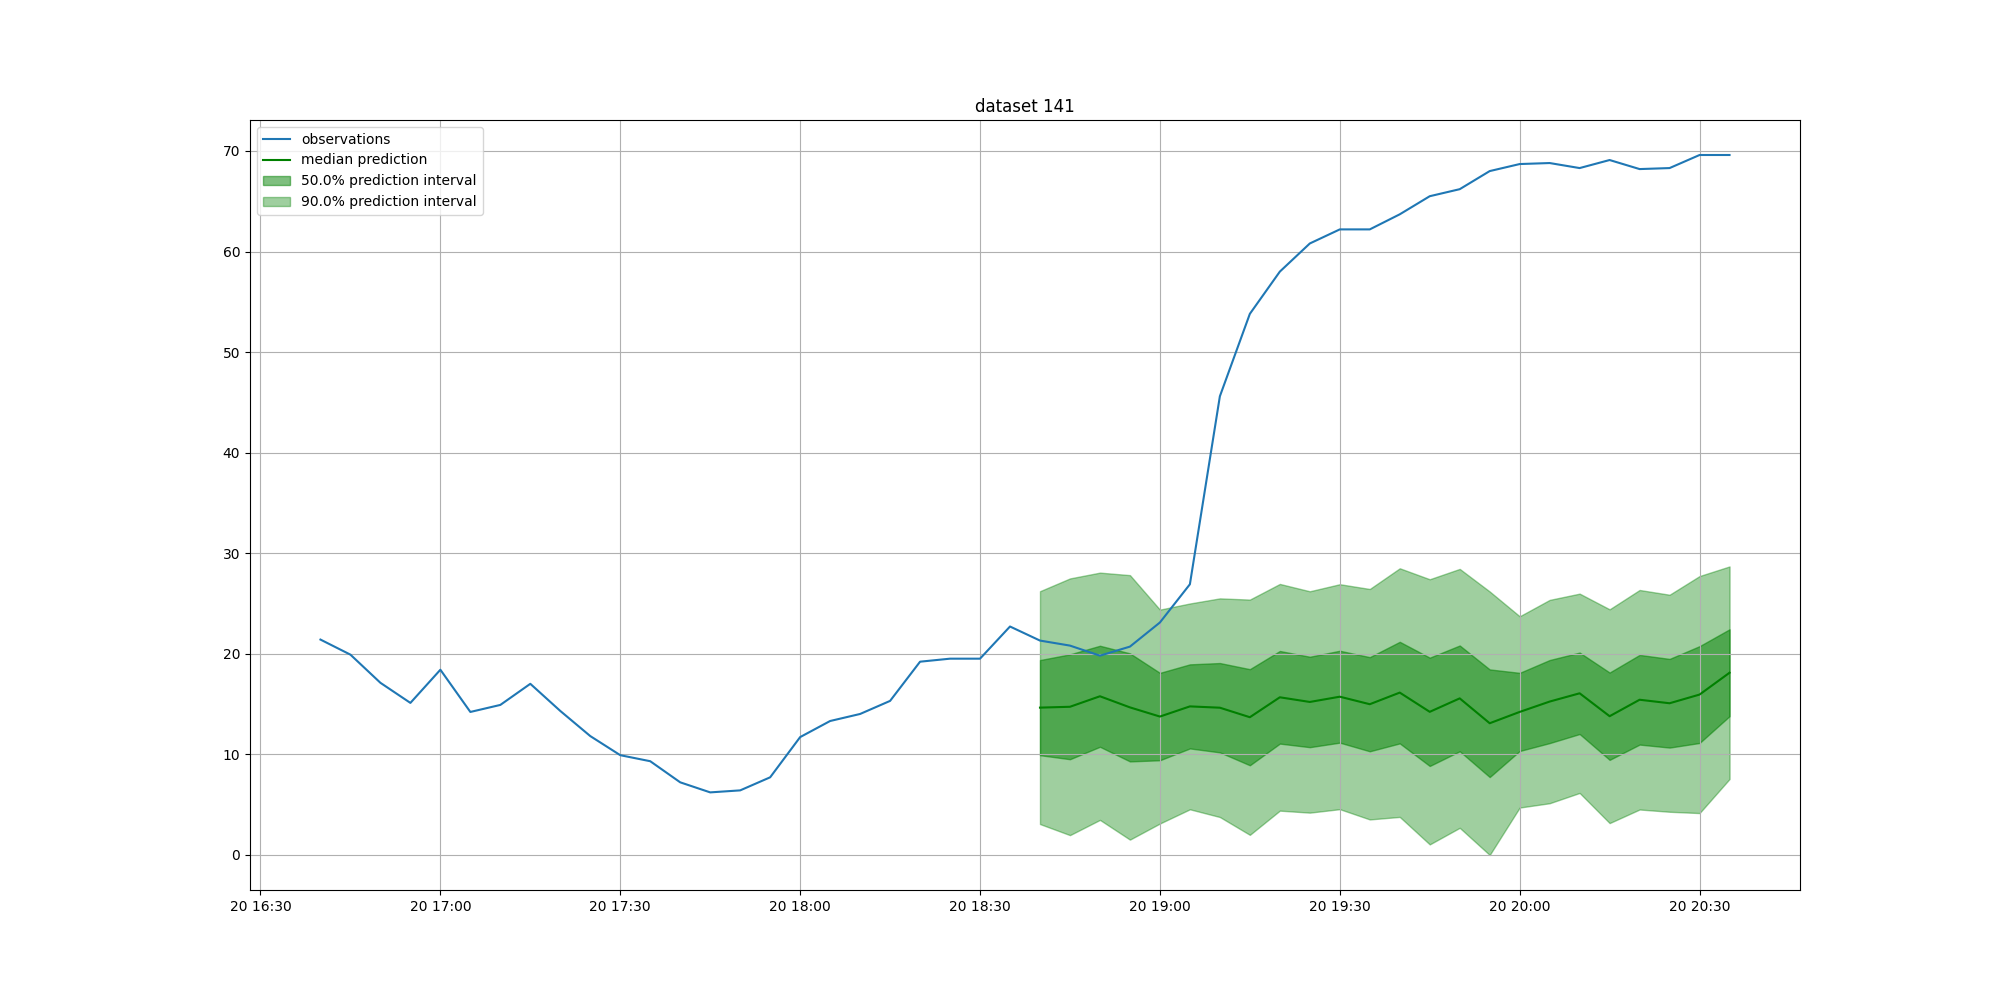 dataset 141
observations
median prediction
50.0% prediction interval
90.0% prediction interval
70
60
50
40
30
20
10
0
20 16:30 20 17:00 20 17:30 20 18:00 20 18:30 20 19:00 20 19:30 20 20:00 20 20:30